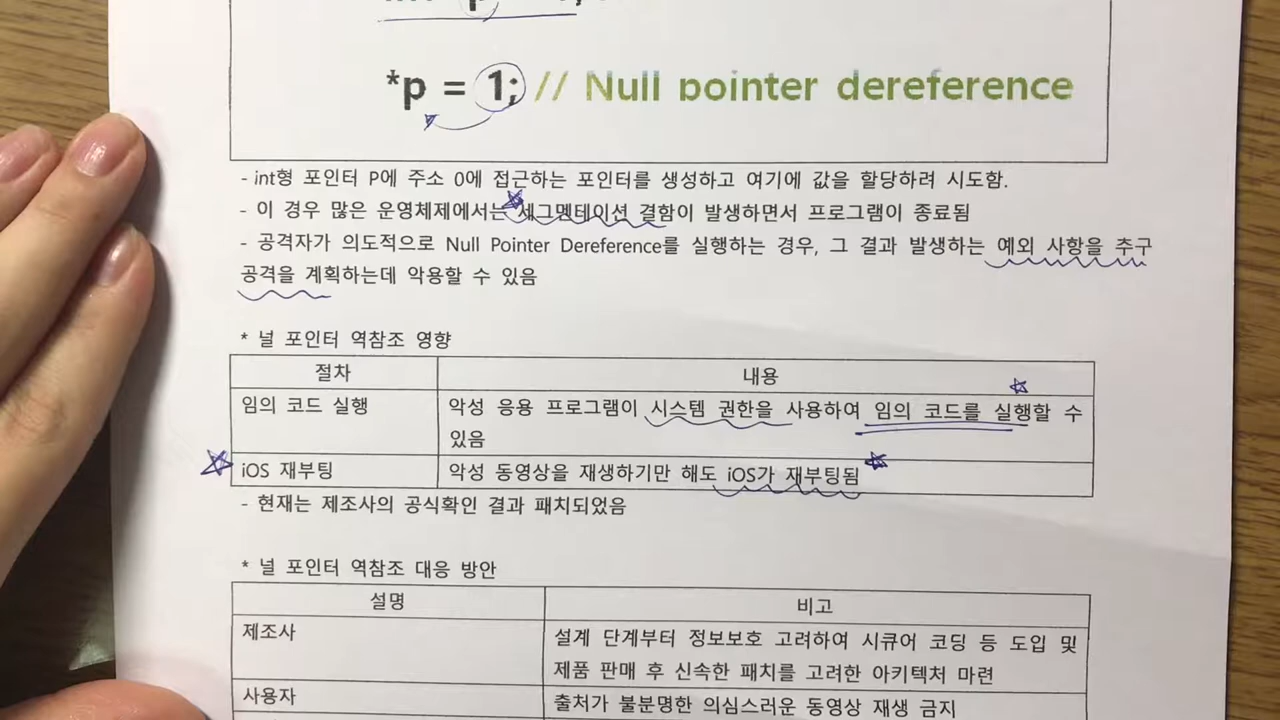 *p = 1; // Null pointer dereference
- int형 포인터 P에 주소 0에 접근하는 포인터를 생성하고 여기에 값을 할당하려 시도함.
- 이 경우 많은 운영체제에서는 세그멘테이션 결함이 발생하면서 프로그램이 종료됨
- 공격자가 의도적으로 Null Pointer Dereference를 실행하는 경우, 그 결과 발생하는 예외 사항을 추구
공격을 계획하는데 악용할 수 있음
* 널 포인터 역참조 영향
절차 내용
임의 코드 실행 악성 응용 프로그램이 시스템 권한을 사용하여 임의 코드를 실행할 수
있음
iOS 재부팅 악성 동영상을 재생하기만 해도 iOS가 재부팅됨
- 현재는 제조사의 공식확인 결과 패치되었음
* 널 포인터 역참조 대응 방안
설명 비고
제조사 설계 단계부터 정보보호 고려하여 시큐어 코딩 등 도입 및
제품 판매 후 신속한 패치를 고려한 아키텍처 마련
사용자 출처가 불분명한 의심스러운 동영상 재생 금지